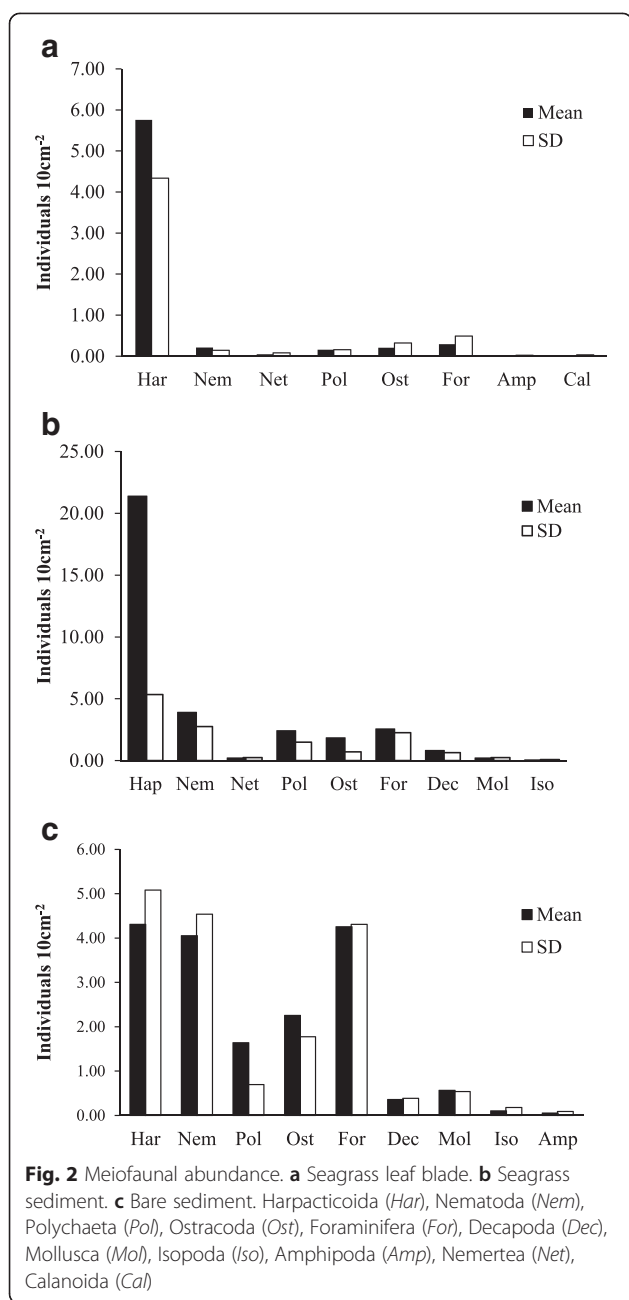 a
7.00
6.00
5.00
4.00
3.00
2.00
1.00
0.00
Individuals 10cm-2
Mean
SD
Har Nem Net Pol Ost For Amp Cal
b
25.00
20.00
15.00
10.00
5.00
0.00
Individuals 10cm-2
Mean
SD
Hap Nem Net Pol Ost For Dec Mol Iso
c
6.00
5.00
4.00
3.00
2.00
1.00
0.00
Individuals 10cm-2
Mean
SD
Har Nem Pol Ost For Dec Mol Iso Amp
Fig. 2 Meiofaunal abundance. a Seagrass leaf blade. b Seagrass
sediment. c Bare sediment. Harpacticoida (Har), Nematoda (Nem),
Polychaeta (Pol), Ostracoda (Ost), Foraminifera (For), Decapoda (Dec),
Mollusca (Mol), Isopoda (Iso), Amphipoda (Amp), Nemertea (Net),
Calanoida (Cal)